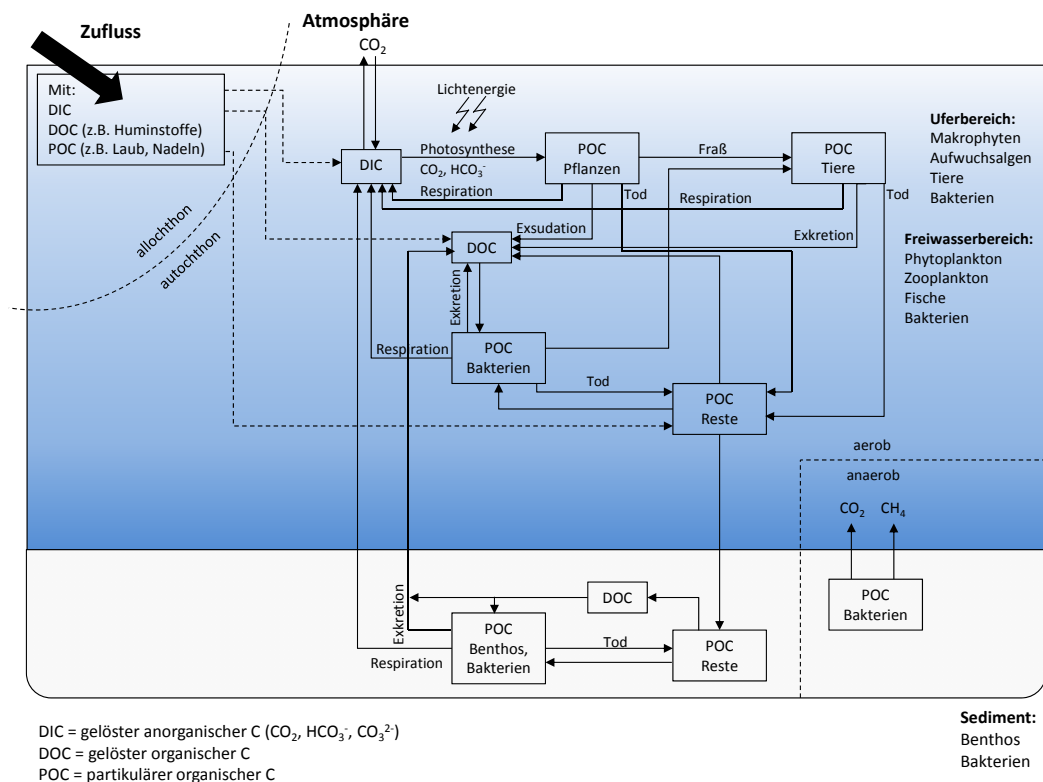 Zufluss
Atmosphäre
CO₂
Mit:
DIC
DOC (z.B. Huminstoffe)
POC (z.B. Laub, Nadeln)
allochthon
autochthon
Lichtenergie
DIC
Photosynthese
CO₂, HCO₃⁻
Respiration
POC
Pflanzen
Fraß
POC
Tiere
Tod
Respiration
Tod
Exsudation
Exkretion
DOC
Exkretion
Respiration
POC
Bakterien
Tod
POC
Reste
Uferbereich:
Makrophyten
Aufwuchsalgen
Tiere
Bakterien
Freiwasserbereich:
Phytoplankton
Zooplankton
Fische
Bakterien
aerob
anaerob
CO₂
CH₄
POC
Bakterien
DOC
Exkretion
POC
Benthos,
Bakterien
Respiration
Tod
POC
Reste
DIC = gelöster anorganischer C (CO₂, HCO₃⁻, CO₃²⁻)
DOC = gelöster organischer C
POC = partikulärer organischer C
Sediment:
Benthos
Bakterien